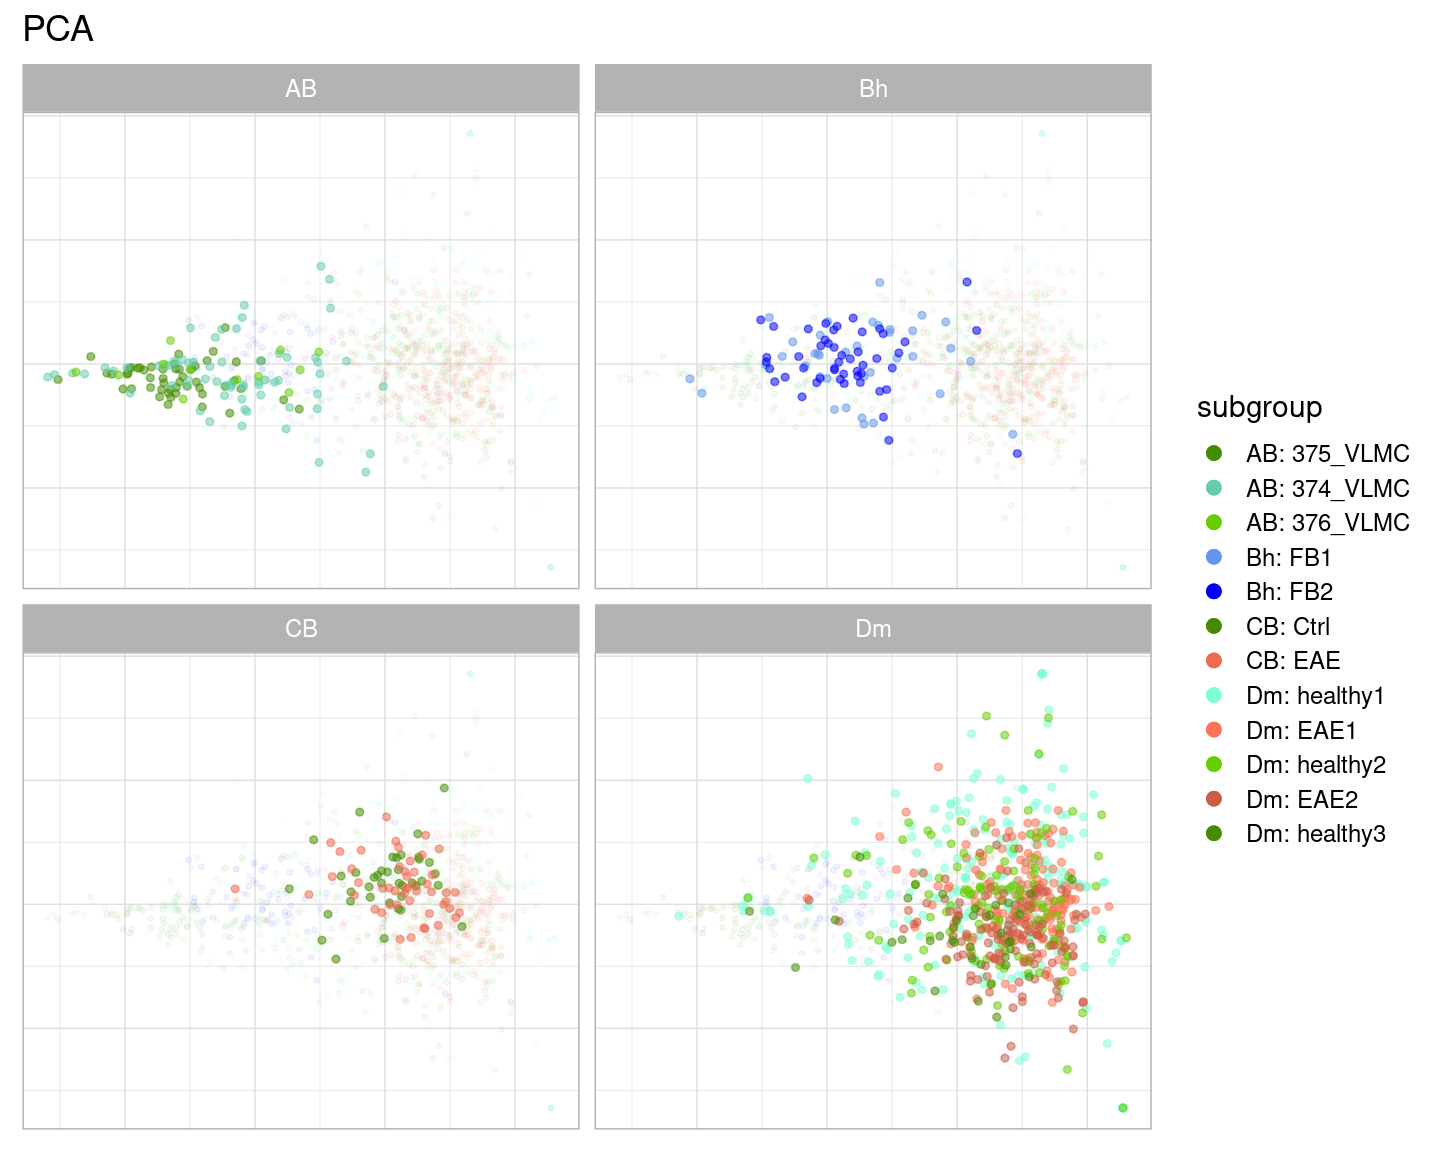 PCA
AB
Bh
CB
Dm
subgroup
AB: 375_VLMC
AB: 374_VLMC
AB: 376_VLMC
Bh: FB1
Bh: FB2
CB: Ctrl
CB: EAE
Dm: healthy1
Dm: EAE1
Dm: healthy2
Dm: EAE2
Dm: healthy3